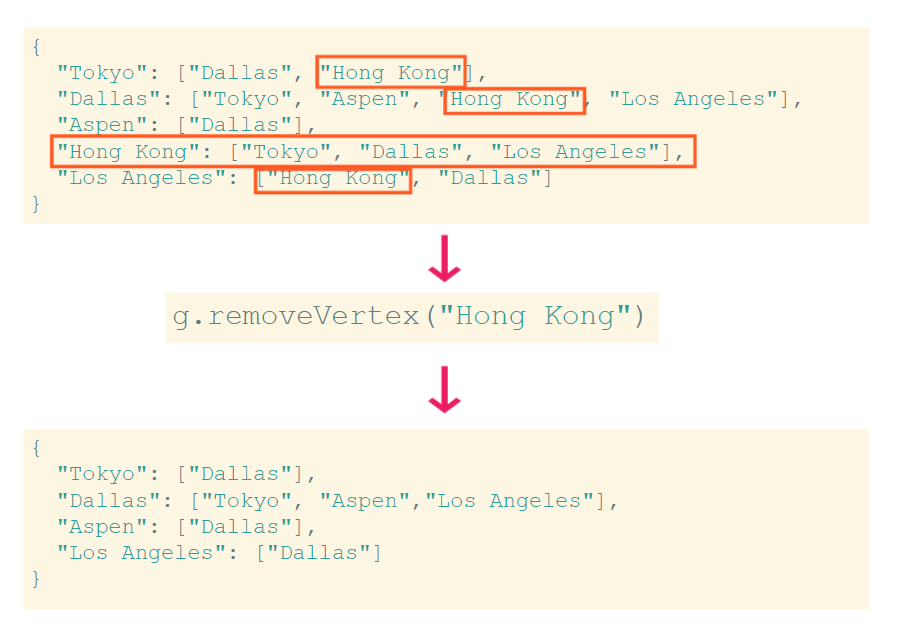 {
  "Tokyo": ["Dallas", "Hong Kong"],
  "Dallas": ["Tokyo", "Aspen", "Hong Kong", "Los Angeles"],
  "Aspen": ["Dallas"],
  "Hong Kong": ["Tokyo", "Dallas", "Los Angeles"],
  "Los Angeles": ["Hong Kong", "Dallas"]
}
g.removeVertex("Hong Kong")
{
  "Tokyo": ["Dallas"],
  "Dallas": ["Tokyo", "Aspen","Los Angeles"],
  "Aspen": ["Dallas"],
  "Los Angeles": ["Dallas"]
}